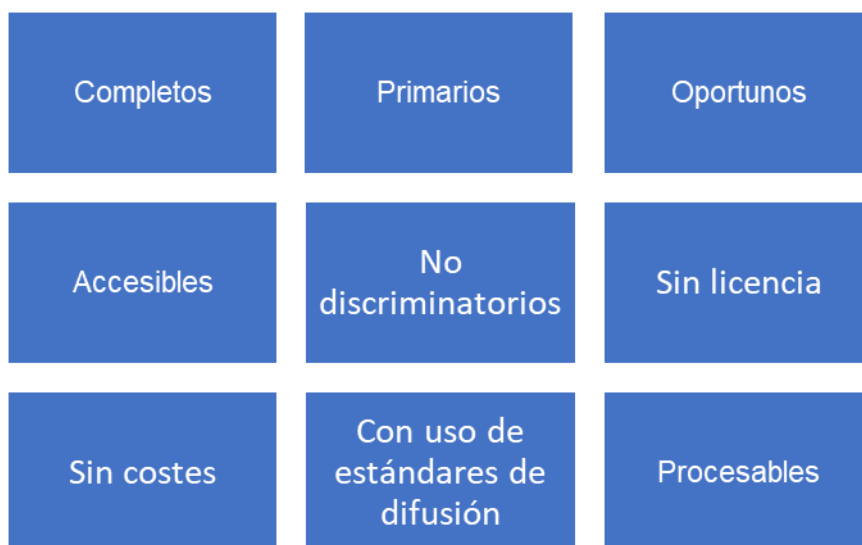 Completos
Primarios
Oportunos
Accesibles
No
discriminatorios
Sin licencia
Sin costes
Con uso de
estándares de
difusión
Procesables